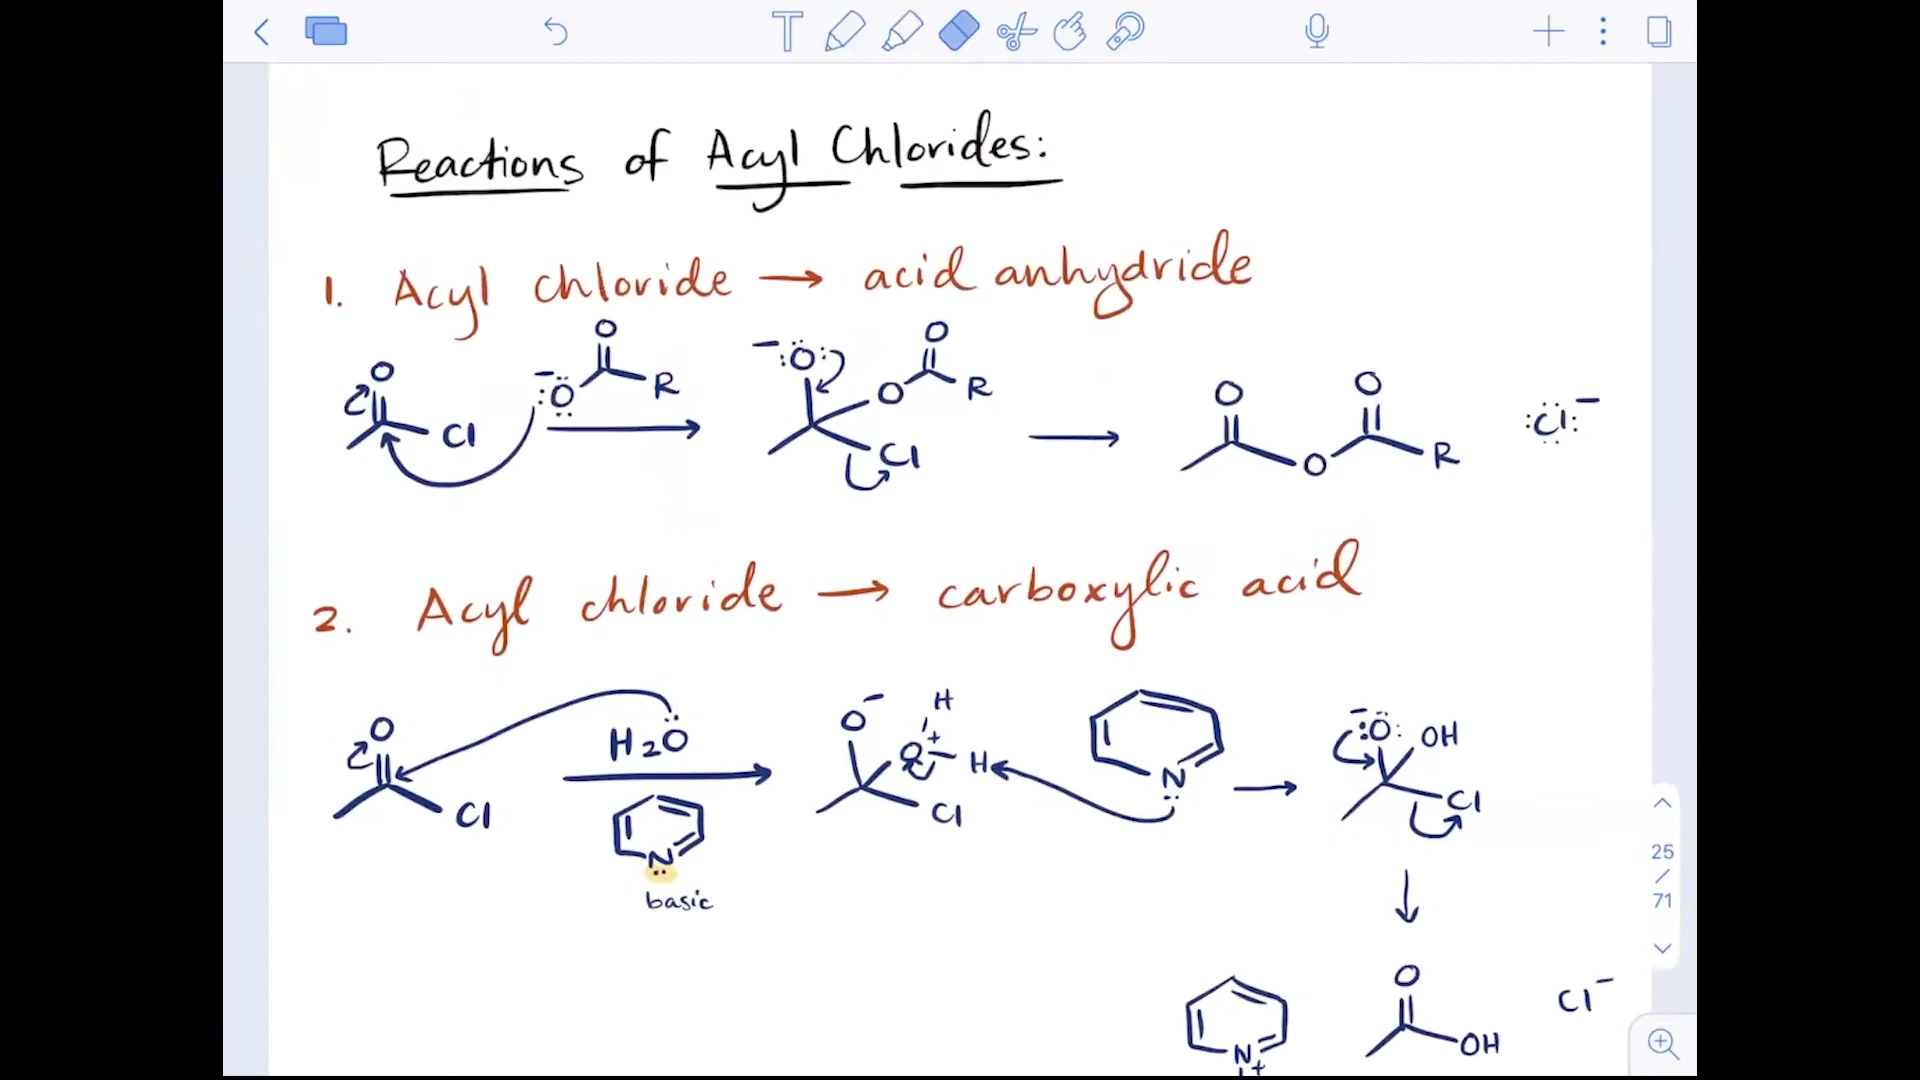 Reactions of Acyl Chlorides:
1. Acyl chloride → acid anhydride
O O O O O O
Cl ⁻:Ö: R ⁻:Ö: O R O R :Cl:⁻
Cl
2. Acyl chloride → carboxylic acid
O H₂Ö O⁻ H ⁻:Ö: OH
O⁺ H N:
Cl Cl Cl
N:
basic
25
/
71
O Cl⁻
N⁺ OH